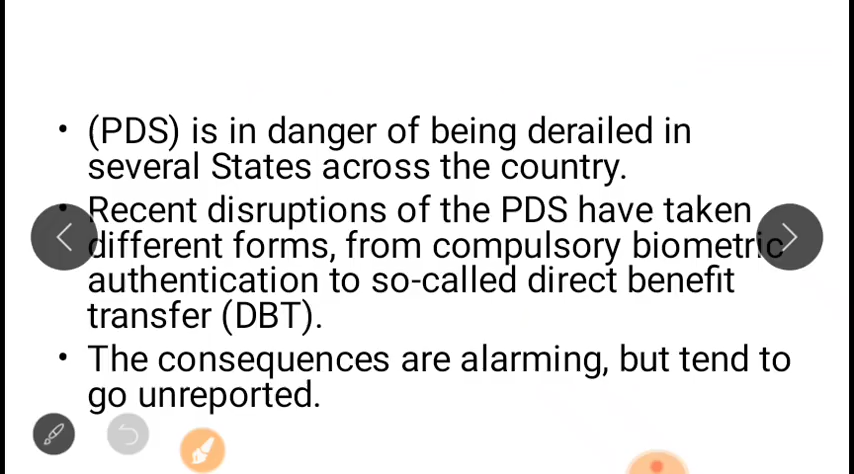 • (PDS) is in danger of being derailed in
several States across the country.
• Recent disruptions of the PDS have taken
different forms, from compulsory biometric
authentication to so-called direct benefit
transfer (DBT).
• The consequences are alarming, but tend to
go unreported.